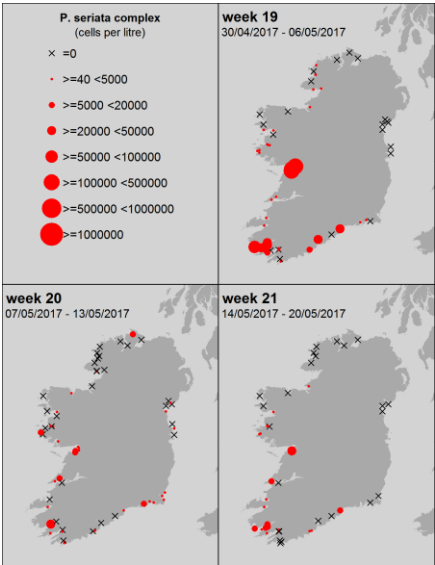 P. seriata complex
(cells per litre)
=0
>=40 <5000
>=5000 <20000
>=20000 <50000
>=50000 <100000
>=100000 <500000
>=500000 <1000000
>=1000000
week 19
30/04/2017 - 06/05/2017
week 20
07/05/2017 - 13/05/2017
week 21
14/05/2017 - 20/05/2017